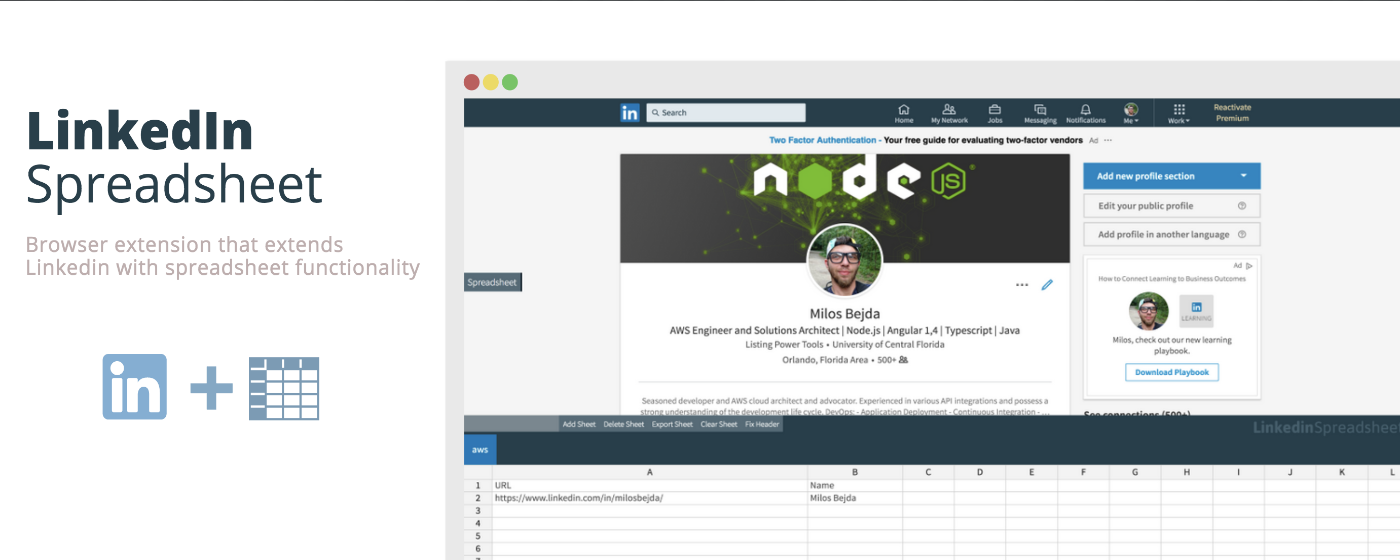 LinkedIn
Spreadsheet
Browser extension that extends
Linkedin with spreadsheet functionality
in
in
Search
Home
My Network
Jobs
Messaging
Notifications
Me
Work
Reactivate
Premium
Two Factor Authentication - Your free guide for evaluating two-factor vendors Ad ...
node
JS
Spreadsheet
Milos Bejda
AWS Engineer and Solutions Architect | Node.js | Angular 1,4 | Typescript | Java
Listing Power Tools • University of Central Florida
Orlando, Florida Area • 500+
Seasoned developer and AWS cloud architect and advocator. Experienced in various API integrations and possess a
strong understanding of the development life cycle. DevOps: - Application Deployment - Continuous Integration - ...
Add new profile section
Edit your public profile
Add profile in another language
Ad
How to Connect Learning to Business Outcomes
in
LEARNING
Milos, check out our new learning
playbook.
Download Playbook
See connections (500+)
Add Sheet Delete Sheet Export Sheet Clear Sheet Fix Header
LinkedinSpreadsheet
aws
A B C D E F G H I J K L
1 URL Name
2 https://www.linkedin.com/in/milosbejda/ Milos Bejda
3
4
5
6